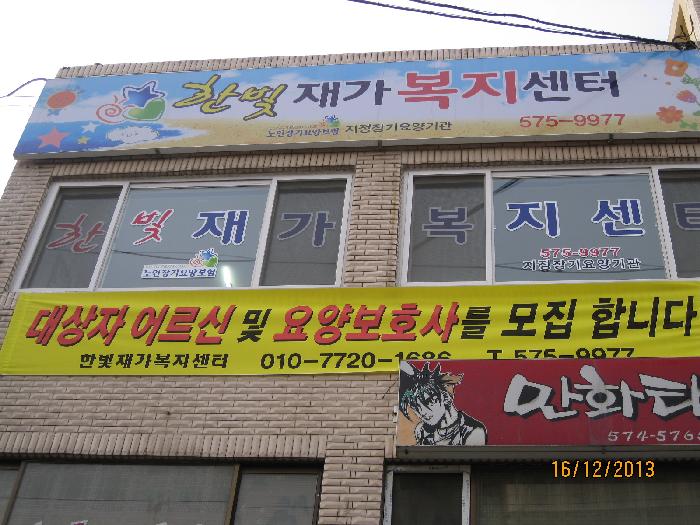 한빛 재가복지센터
노인장기요양보험 지정장기요양기관 575-9977
한빛 재가 복지센
575-9977
노인장기요양보험 지정장기요양기관
대상자 어르신 및 요양보호사를 모집 합니다
한빛재가복지센터 010-7720-1686 T.575-9977
만화타
574-576
16/12/2013